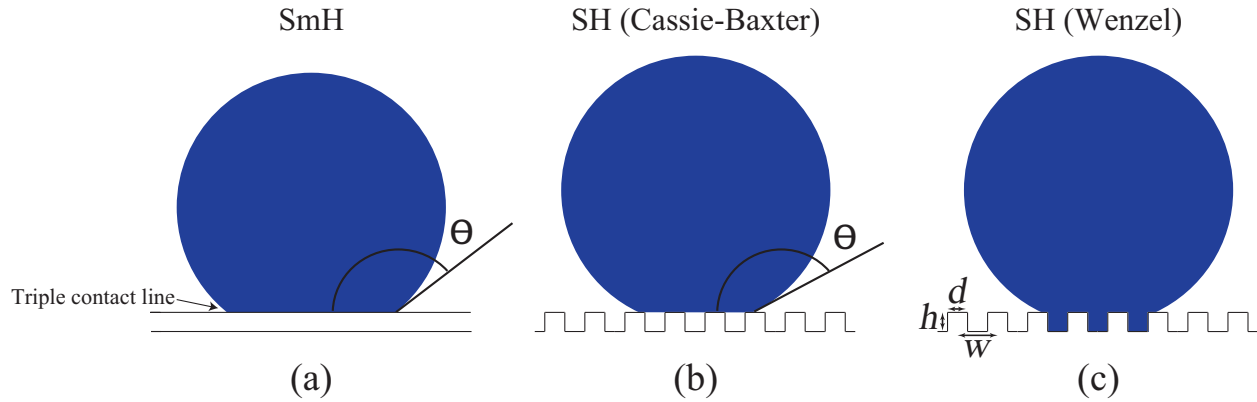 SmH
SH (Cassie-Baxter)
SH (Wenzel)
Θ
Θ
Triple contact line
d
h
w
(a)
(b)
(c)